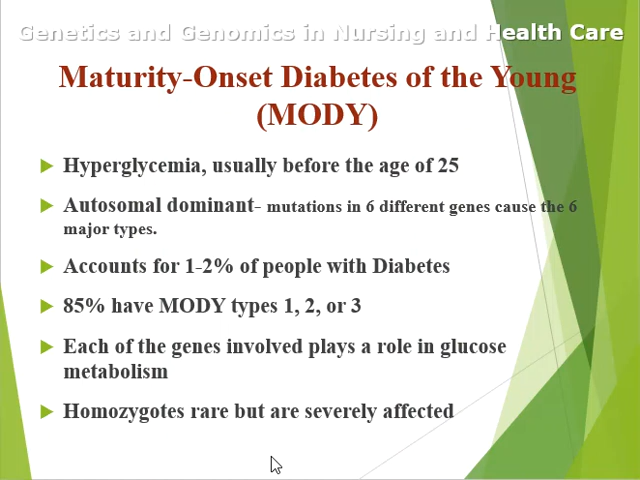 Genetics and Genomics in Nursing and Health Care
Maturity-Onset Diabetes of the Young
(MODY)
Hyperglycemia, usually before the age of 25
Autosomal dominant- mutations in 6 different genes cause the 6
major types.
Accounts for 1-2% of people with Diabetes
85% have MODY types 1, 2, or 3
Each of the genes involved plays a role in glucose
metabolism
Homozygotes rare but are severely affected